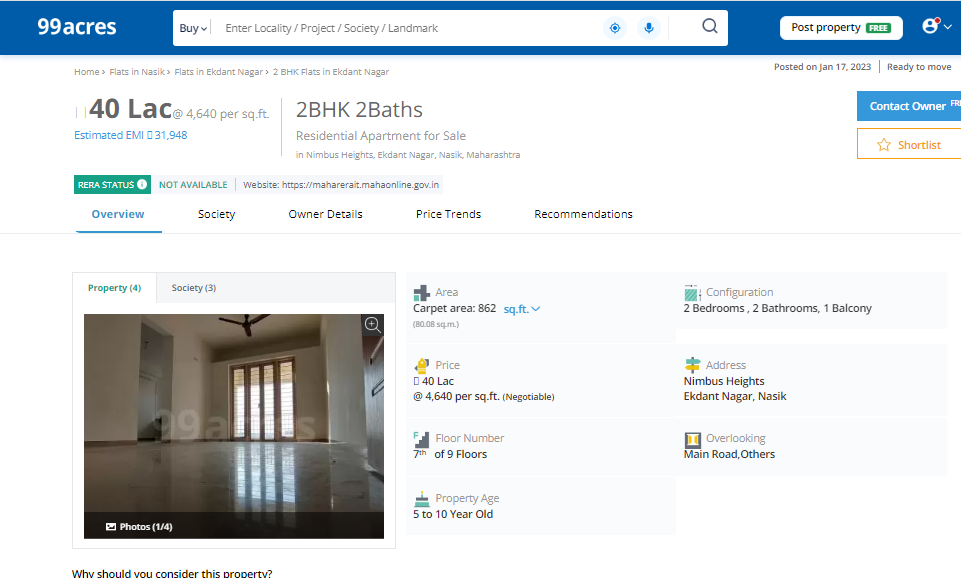 99acres
Buy
Enter Locality / Project / Society / Landmark
Post property FREE
Home > Flats in Nasik > Flats in Ekdant Nagar > 2 BHK Flats in Ekdant Nagar
Posted on Jan 17, 2023 | Ready to move
40 Lac @ 4,640 per sq.ft.
Estimated EMI 31,948
2BHK 2Baths
Residential Apartment for Sale
in Nimbus Heights, Ekdant Nagar, Nasik, Maharashtra
Contact Owner
Shortlist
RERA STATUS NOT AVAILABLE Website: https://maharerait.mahaonline.gov.in
Overview Society Owner Details Price Trends Recommendations
Property (4) Society (3)
99acres
Photos (1/4)
Area
Carpet area: 862 sq.ft.
(80.08 sq.m.)
Configuration
2 Bedrooms , 2 Bathrooms, 1 Balcony
Price
40 Lac
@ 4,640 per sq.ft. (Negotiable)
Address
Nimbus Heights
Ekdant Nagar, Nasik
Floor Number
7th of 9 Floors
Overlooking
Main Road,Others
Property Age
5 to 10 Year Old
Why should you consider this property?